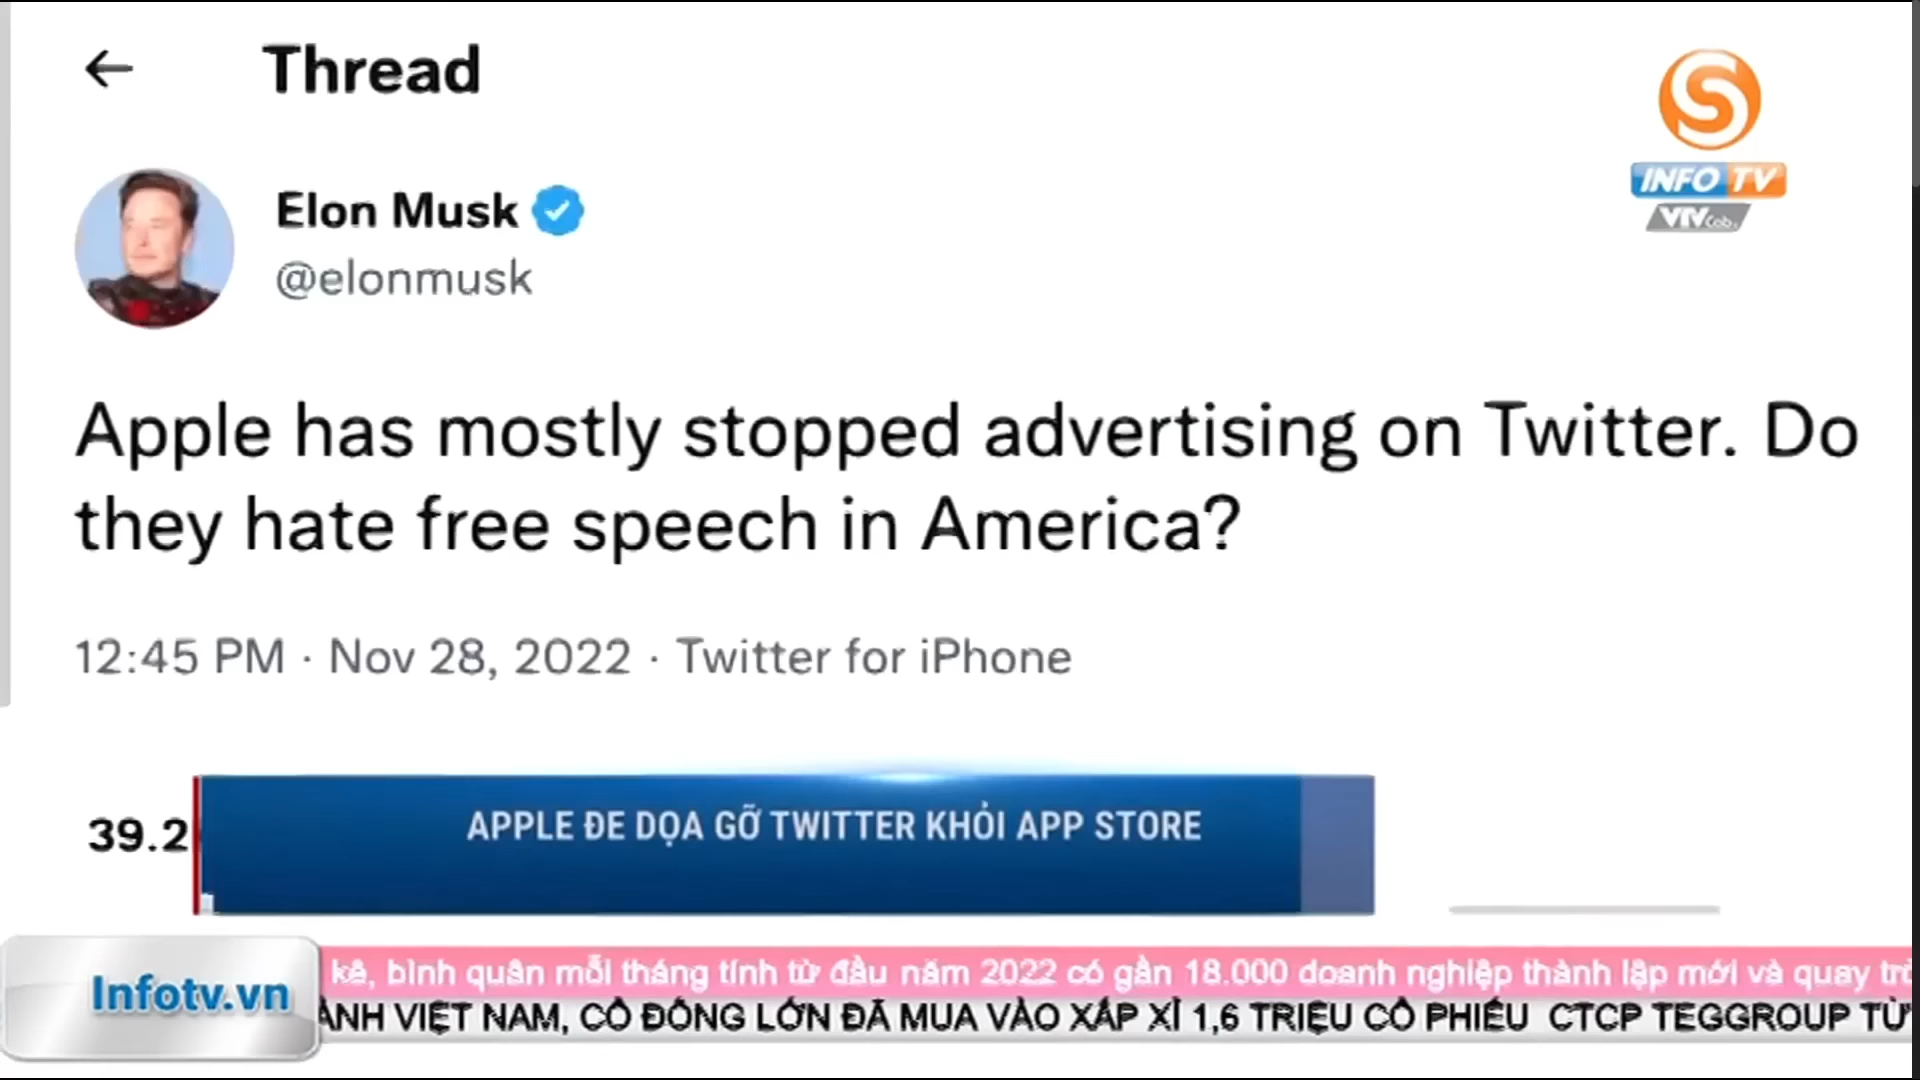 Thread
Elon Musk
@elonmusk
S
INFO TV
VTVcab
Apple has mostly stopped advertising on Twitter. Do
they hate free speech in America?
12:45 PM · Nov 28, 2022 · Twitter for iPhone
39.2
APPLE ĐE DỌA GỠ TWITTER KHỎI APP STORE
Infotv.vn
kê, bình quân mỗi tháng tính từ đầu năm 2022 có gần 18.000 doanh nghiệp thành lập mới và quay trở
ÀNH VIỆT NAM, CỔ ĐÔNG LỚN ĐÃ MUA VÀO XẤP XỈ 1,6 TRIỆU CỔ PHIẾU CTCP TEGGROUP TỪ